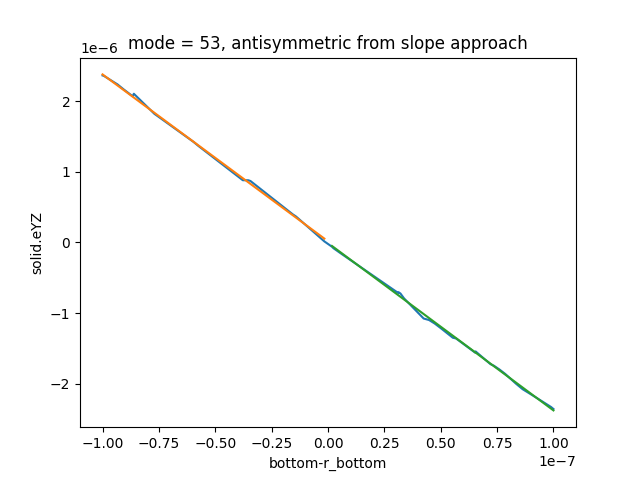 mode = 53, antisymmetric from slope approach
1e−6
2
1
0
−1
−2
solid.eYZ
−1.00 −0.75 −0.50 −0.25 0.00 0.25 0.50 0.75 1.00
1e−7
bottom-r_bottom